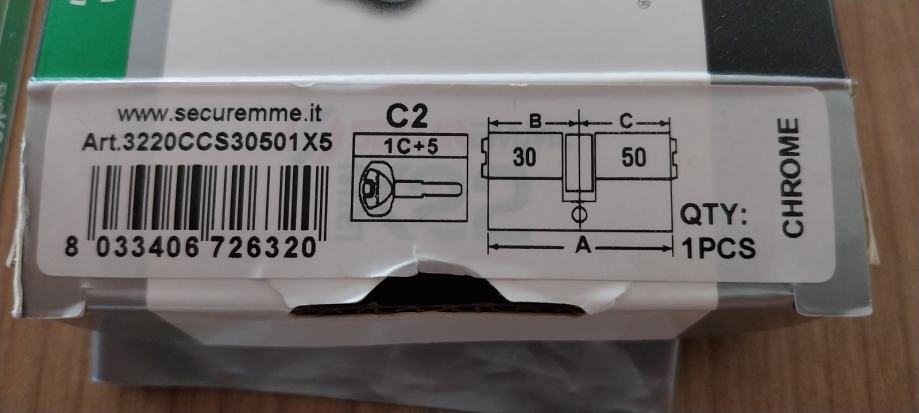 www.securemme.it
Art.3220CCS30501X5
8 033406 726320
C2
1C+5
B C
30 50
A
QTY:
1PCS
CHROME
®